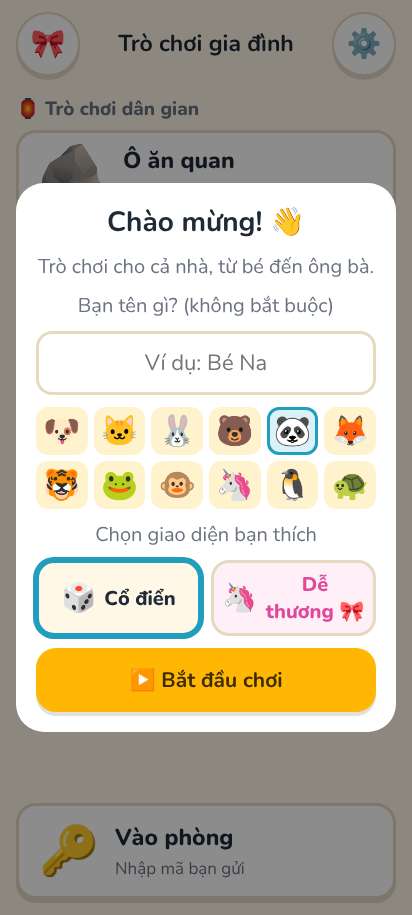 Trò chơi gia đình
Trò chơi dân gian
Ô ăn quan
Chào mừng! 👋
Trò chơi cho cả nhà, từ bé đến ông bà.
Bạn tên gì? (không bắt buộc)
Ví dụ: Bé Na
Chọn giao diện bạn thích
Cổ điển
Dễ
thương 🎀
▶️ Bắt đầu chơi
Vào phòng
Nhập mã bạn gửi